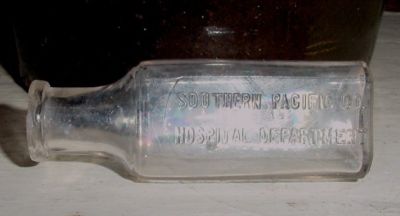 SOUTHERN PACIFIC CO
HOSPITAL DEPARTMENT